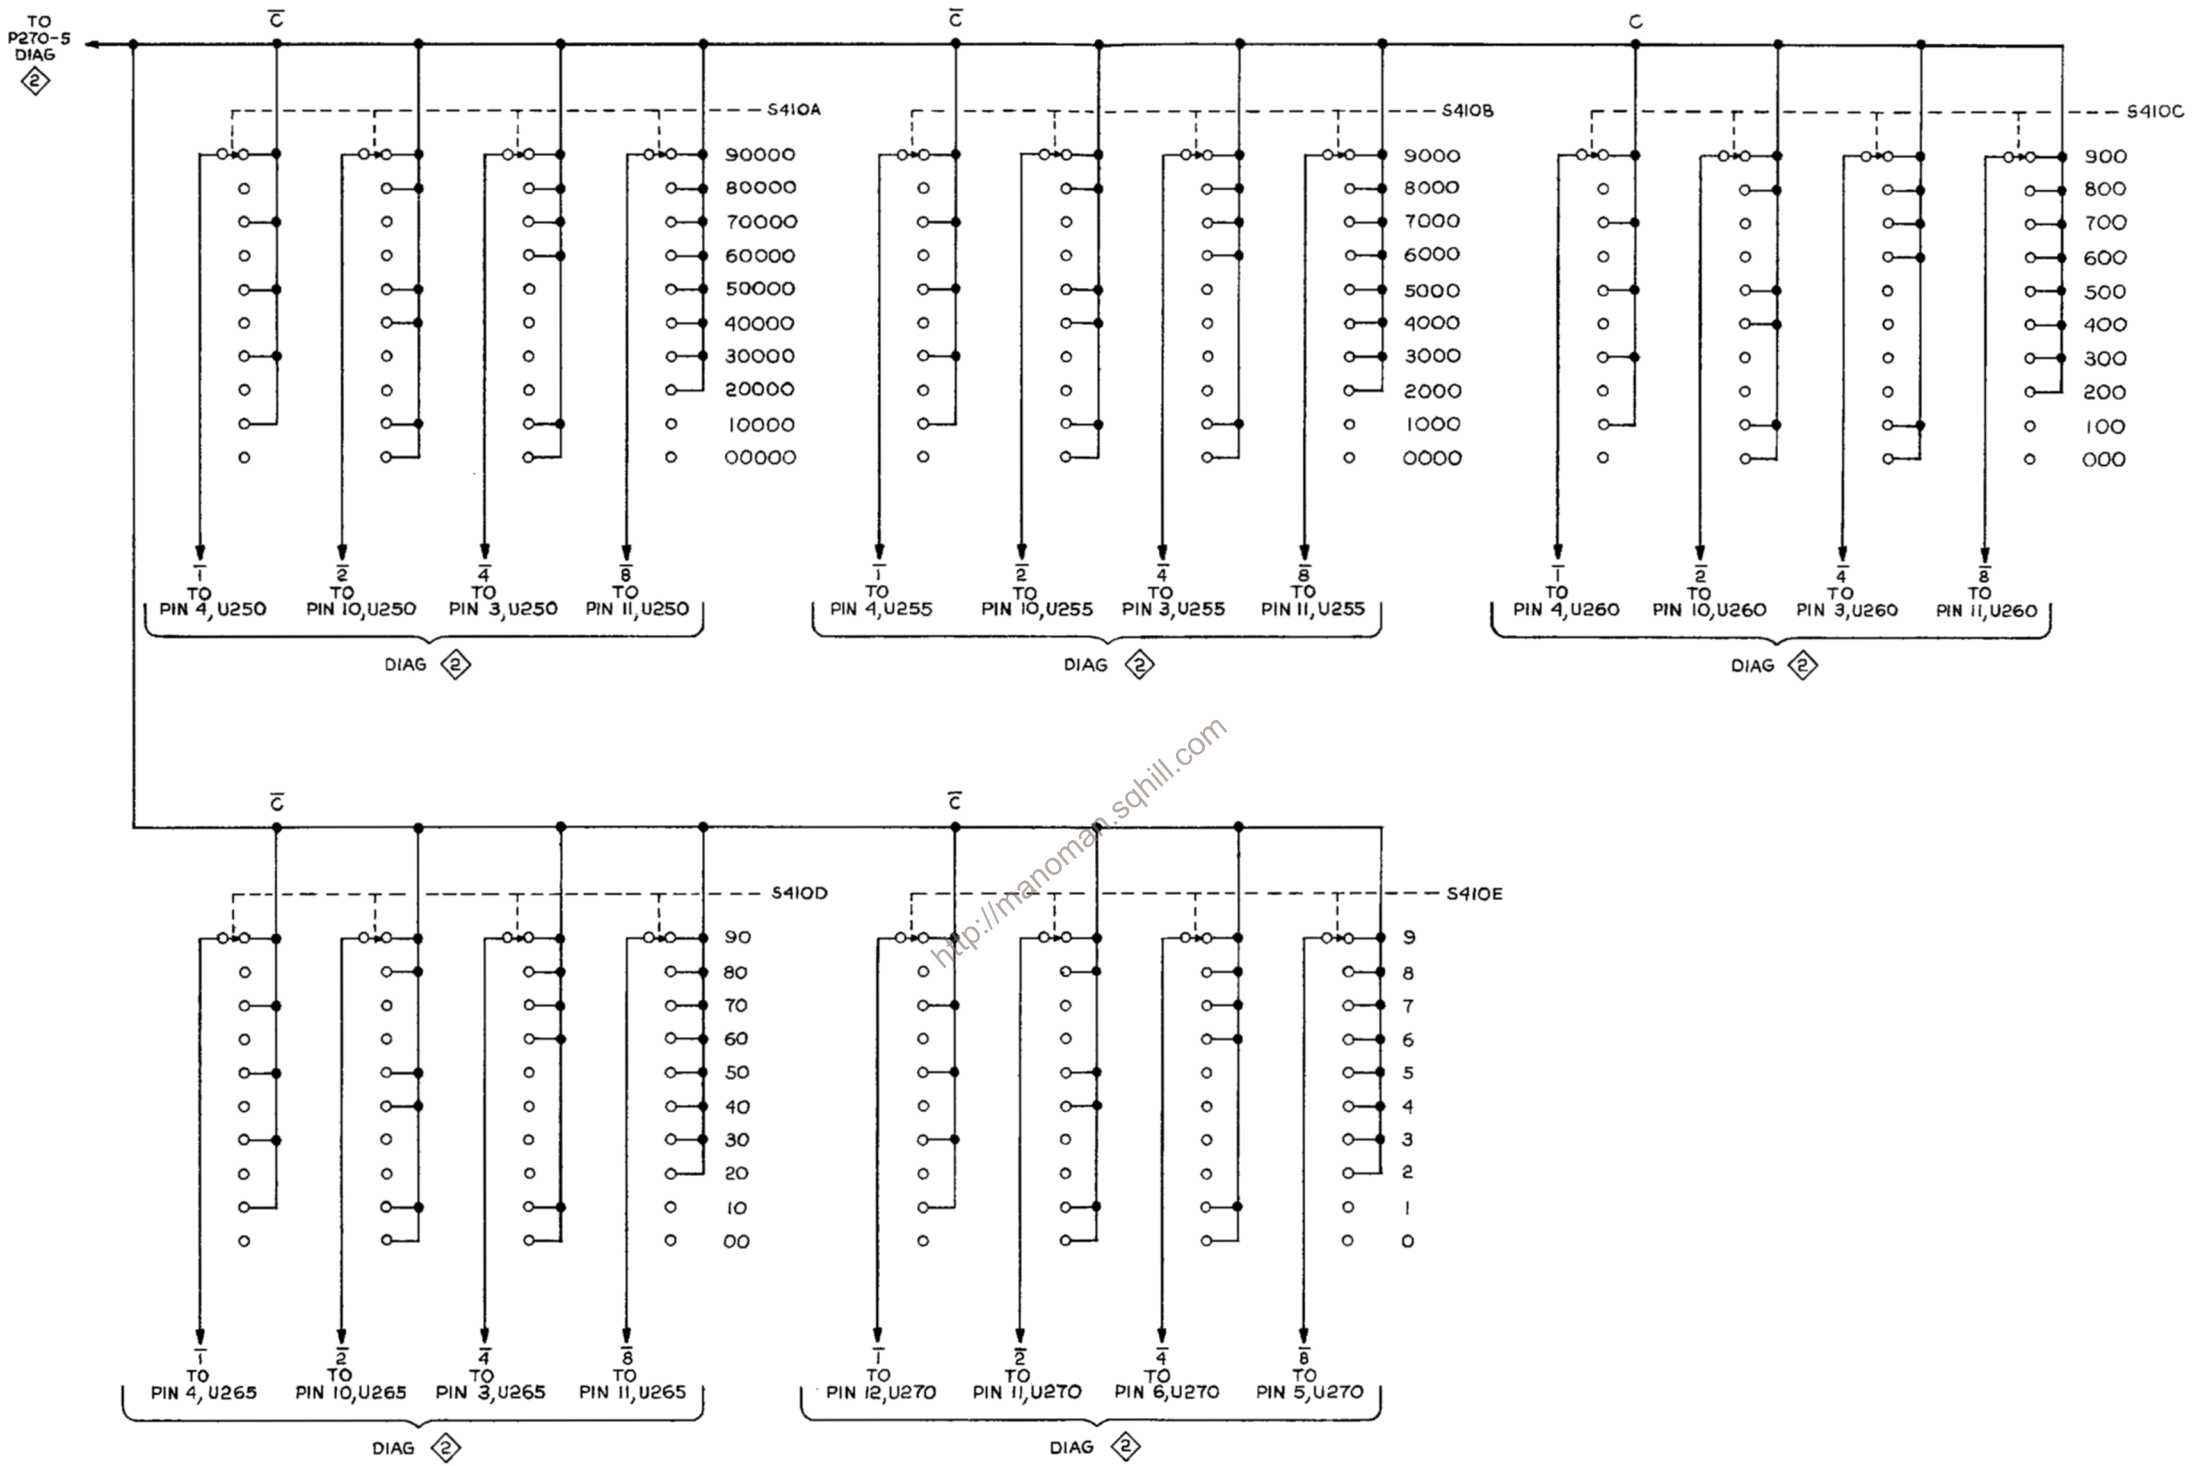 TO
P270-5
DIAG
2
C̅
C̅
C
S410A
S410B
S410C
90000
80000
70000
60000
50000
40000
30000
20000
10000
00000
9000
8000
7000
6000
5000
4000
3000
2000
1000
0000
900
800
700
600
500
400
300
200
100
000
1̅ 2̅ 4̅ 8̅
TO TO TO TO
PIN 4, U250 PIN 10, U250 PIN 3, U250 PIN 11, U250
DIAG 2
1̅ 2̅ 4̅ 8̅
TO TO TO TO
PIN 4, U255 PIN 10, U255 PIN 3, U255 PIN 11, U255
DIAG 2
1̅ 2̅ 4̅ 8̅
TO TO TO TO
PIN 4, U260 PIN 10, U260 PIN 3, U260 PIN 11, U260
DIAG 2
http://manoman.sqhill.com
C̅
C̅
S410D
S410E
90
80
70
60
50
40
30
20
10
00
9
8
7
6
5
4
3
2
1
0
1̅ 2̅ 4̅ 8̅
TO TO TO TO
PIN 4, U265 PIN 10, U265 PIN 3, U265 PIN 11, U265
DIAG 2
1̅ 2̅ 4̅ 8̅
TO TO TO TO
PIN 12, U270 PIN 11, U270 PIN 6, U270 PIN 5, U270
DIAG 2